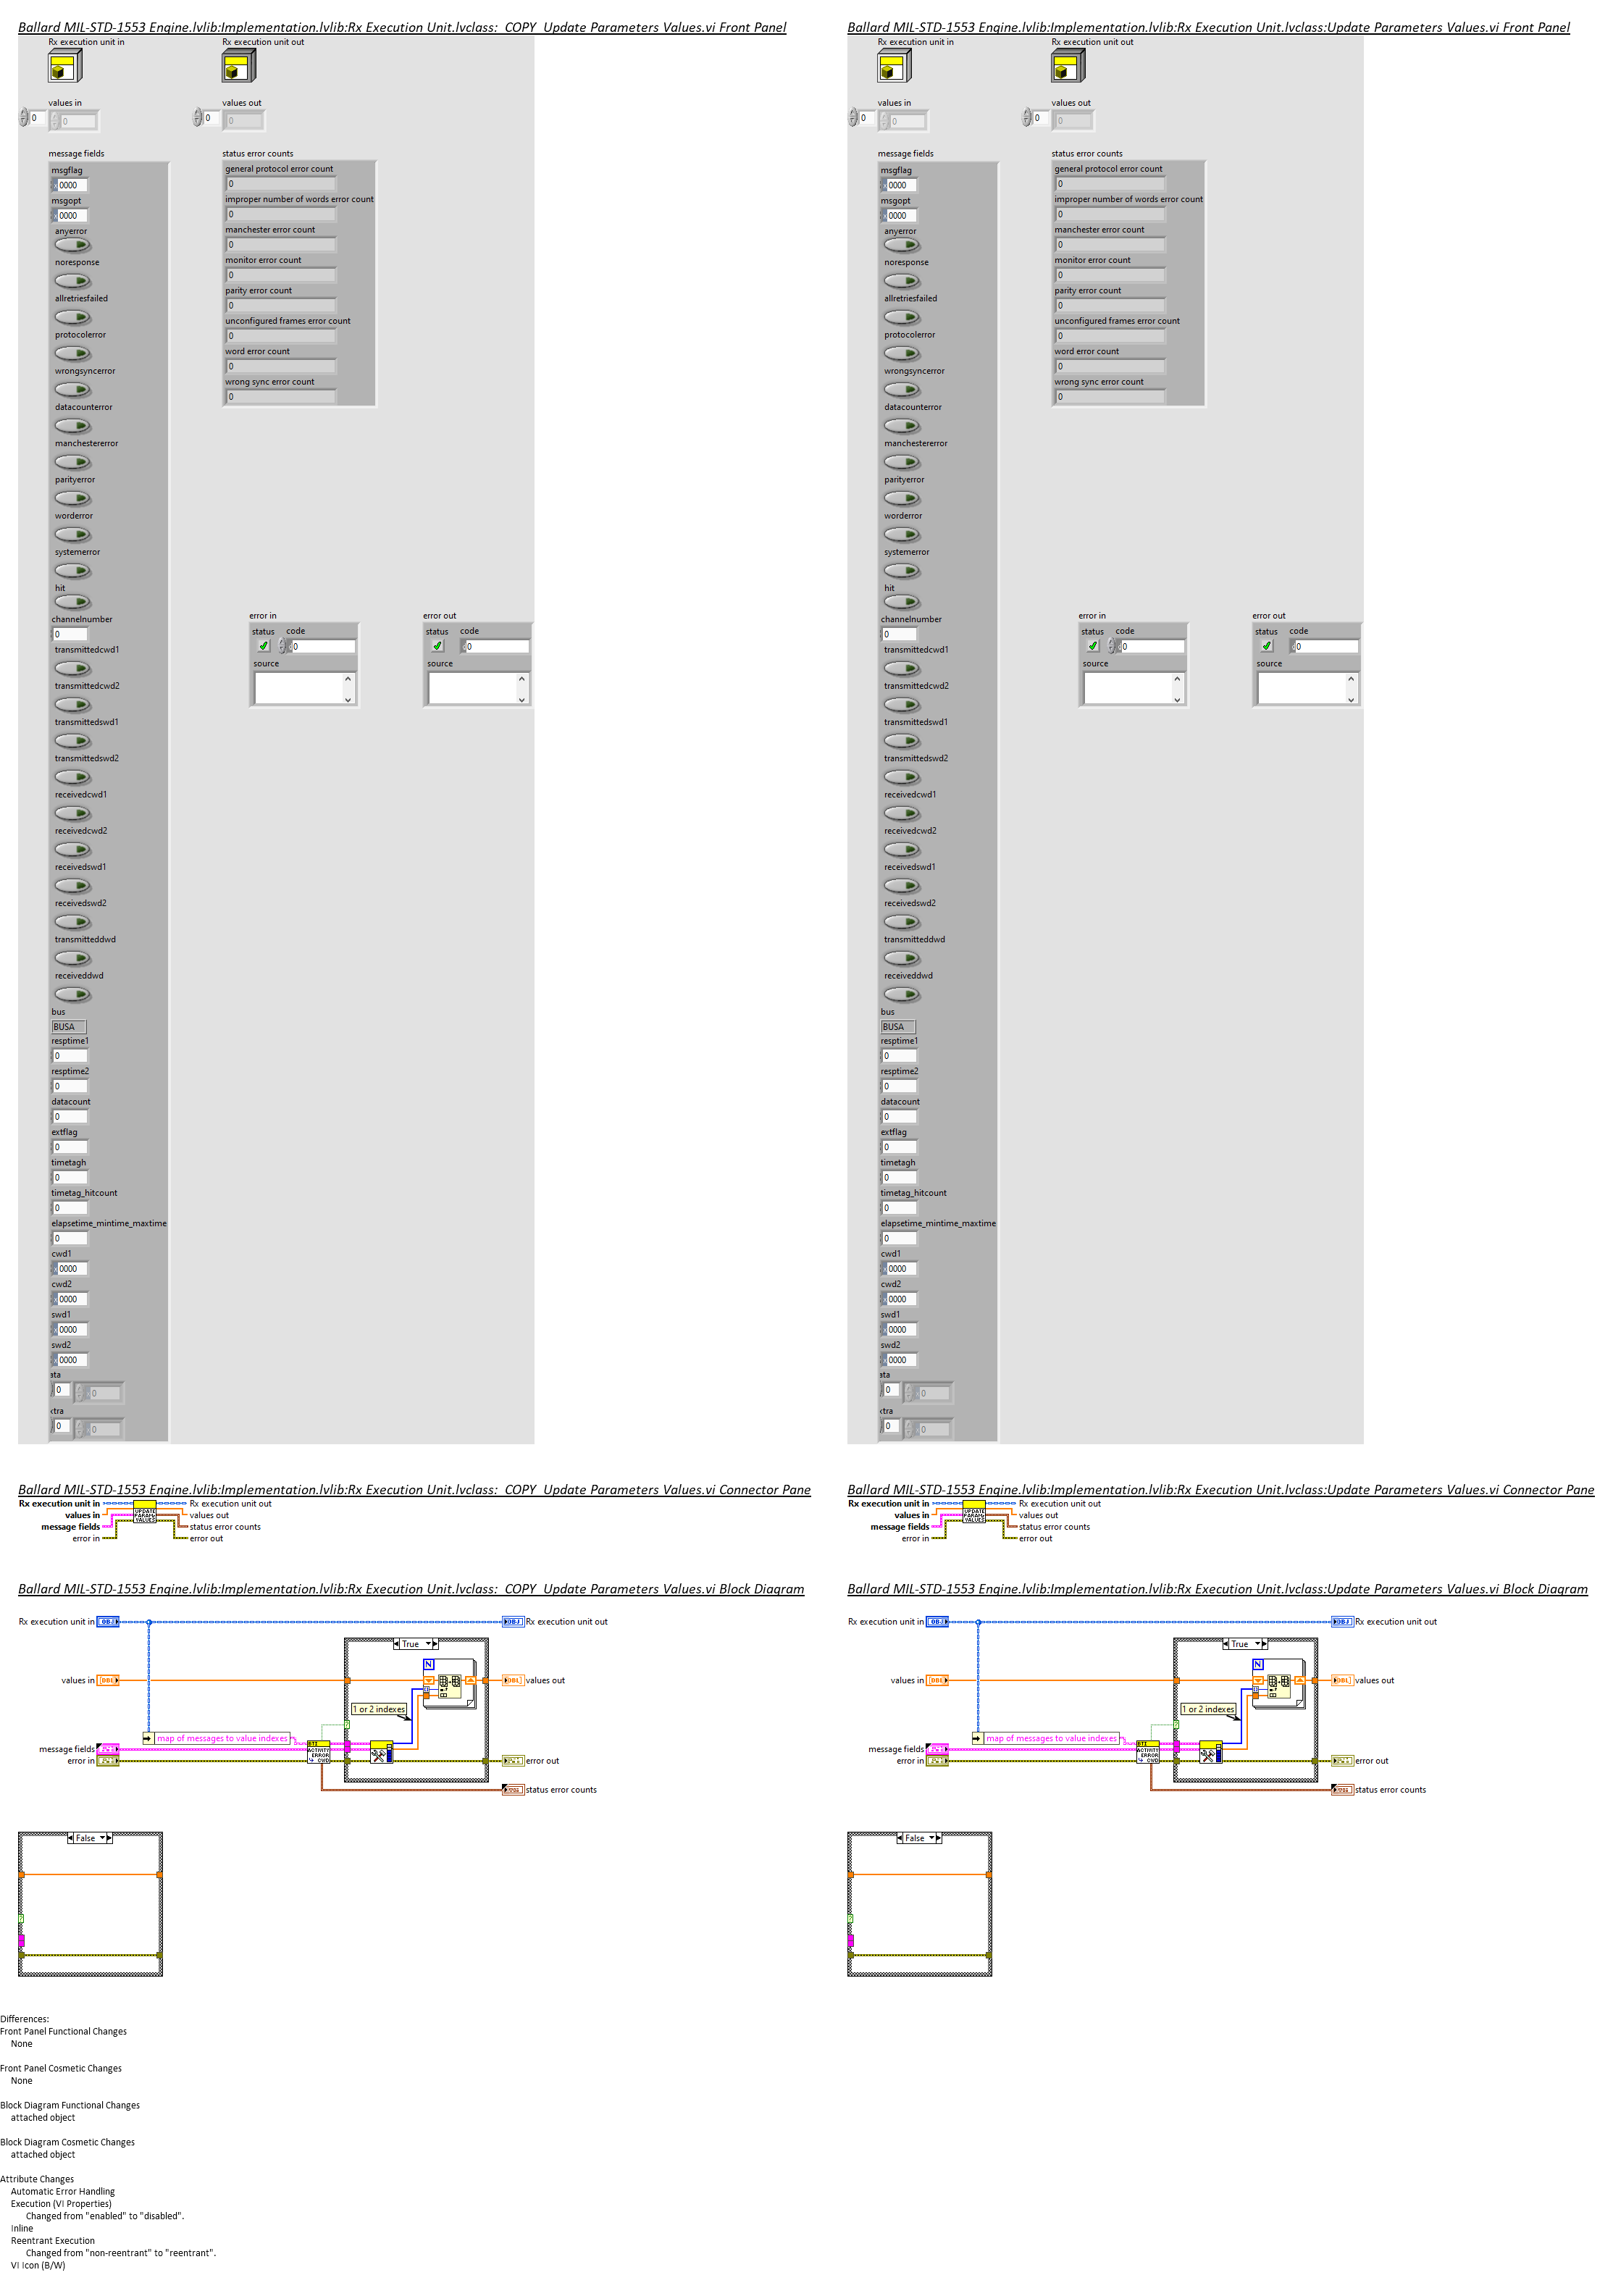 Ballard MIL-STD-1553 Engine.lvlib:Implementation.lvlib:Rx Execution Unit.lvclass:_COPY_Update Parameters Values.vi Front Panel
Rx execution unit in
Rx execution unit out
values in
values out
0
0
0
0
message fields
status error counts
msgflag
0000
msgopt
0000
anyerror
noresponse
allretriesfailed
protocolerror
wrongsyncerror
datacounterror
manchestererror
parityerror
worderror
systemerror
hit
channelnumber
0
transmittedcwd1
transmittedcwd2
transmittedswd1
transmittedswd2
receivedcwd1
receivedcwd2
receivedswd1
receivedswd2
transmitteddwd
receiveddwd
bus
BUSA
resptime1
0
resptime2
0
datacount
0
extflag
0
timetagh
0
timetag_hitcount
0
elapsetime_mintime_maxtime
0
cwd1
0000
cwd2
0000
swd1
0000
swd2
0000
ata
0
0
xtra
0
0
general protocol error count
0
improper number of words error count
0
manchester error count
0
monitor error count
0
parity error count
0
unconfigured frames error count
0
word error count
0
wrong sync error count
0
error in
status code
0
source
error out
status code
0
source
Ballard MIL-STD-1553 Engine.lvlib:Implementation.lvlib:Rx Execution Unit.lvclass:Update Parameters Values.vi Front Panel
Rx execution unit in
Rx execution unit out
values in
values out
0
0
0
0
message fields
status error counts
msgflag
0000
msgopt
0000
anyerror
noresponse
allretriesfailed
protocolerror
wrongsyncerror
datacounterror
manchestererror
parityerror
worderror
systemerror
hit
channelnumber
0
transmittedcwd1
transmittedcwd2
transmittedswd1
transmittedswd2
receivedcwd1
receivedcwd2
receivedswd1
receivedswd2
transmitteddwd
receiveddwd
bus
BUSA
resptime1
0
resptime2
0
datacount
0
extflag
0
timetagh
0
timetag_hitcount
0
elapsetime_mintime_maxtime
0
cwd1
0000
cwd2
0000
swd1
0000
swd2
0000
ata
0
0
xtra
0
0
general protocol error count
0
improper number of words error count
0
manchester error count
0
monitor error count
0
parity error count
0
unconfigured frames error count
0
word error count
0
wrong sync error count
0
error in
status code
0
source
error out
status code
0
source
Ballard MIL-STD-1553 Engine.lvlib:Implementation.lvlib:Rx Execution Unit.lvclass:_COPY_Update Parameters Values.vi Connector Pane
Rx execution unit in
values in
message fields
error in
UPDATE
PARAM
VALUES
Rx execution unit out
values out
status error counts
error out
Ballard MIL-STD-1553 Engine.lvlib:Implementation.lvlib:Rx Execution Unit.lvclass:Update Parameters Values.vi Connector Pane
Rx execution unit in
values in
message fields
error in
UPDATE
PARAM
VALUES
Rx execution unit out
values out
status error counts
error out
Ballard MIL-STD-1553 Engine.lvlib:Implementation.lvlib:Rx Execution Unit.lvclass:_COPY_Update Parameters Values.vi Block Diagram
Rx execution unit in
OBJ
OBJ
Rx execution unit out
True
N
values in
DBL
DBL
values out
1 or 2 indexes
map of messages to value indexes
message fields
error in
BTI
ACTIVITY
ERROR
CWD
error out
status error counts
False
Ballard MIL-STD-1553 Engine.lvlib:Implementation.lvlib:Rx Execution Unit.lvclass:Update Parameters Values.vi Block Diagram
Rx execution unit in
OBJ
OBJ
Rx execution unit out
True
N
values in
DBL
DBL
values out
1 or 2 indexes
map of messages to value indexes
message fields
error in
BTI
ACTIVITY
ERROR
CWD
error out
status error counts
False
Differences:
Front Panel Functional Changes
None
Front Panel Cosmetic Changes
None
Block Diagram Functional Changes
attached object
Block Diagram Cosmetic Changes
attached object
Attribute Changes
Automatic Error Handling
Execution (VI Properties)
Changed from "enabled" to "disabled".
Inline
Reentrant Execution
Changed from "non-reentrant" to "reentrant".
VI Icon (B/W)